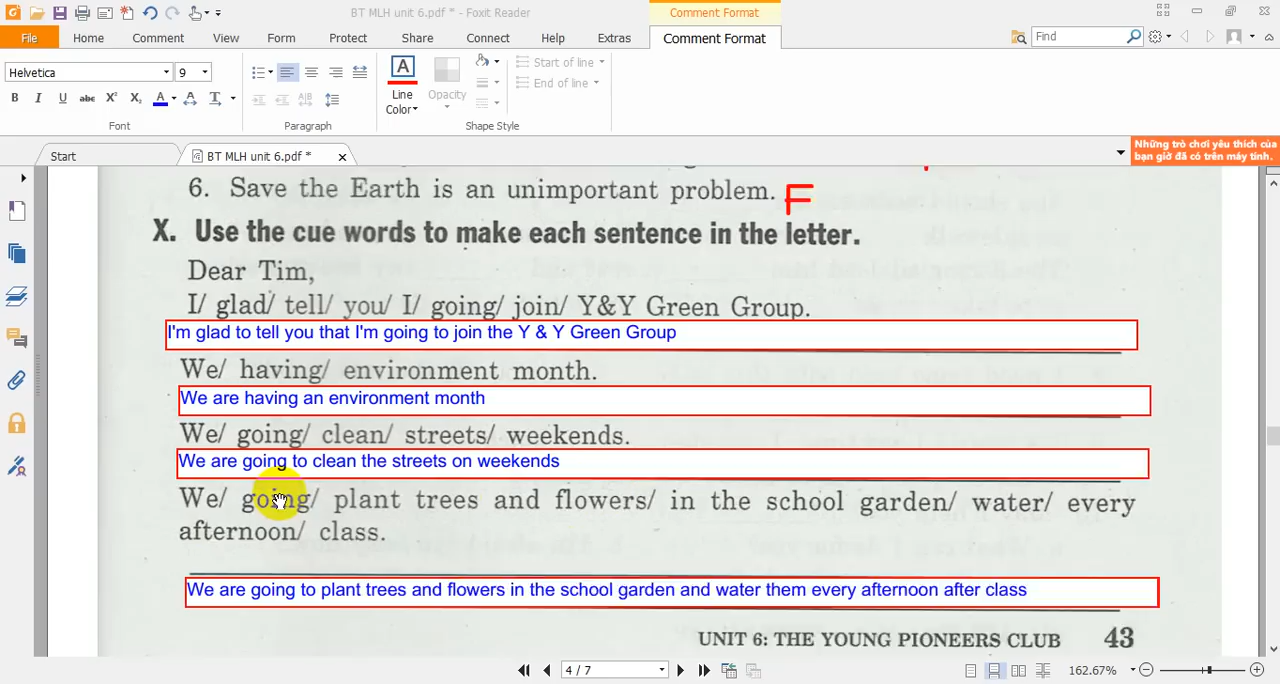 BT MLH unit 6.pdf * - Foxit Reader
Comment Format
File
Home
Comment
View
Form
Protect
Share
Connect
Help
Extras
Comment Format
Find
Helvetica
9
B I U abc X² X₂ A A T
Font
Paragraph
A
Line
Color
Opacity
Start of line
End of line
Shape Style
Start
BT MLH unit 6.pdf *
Những trò chơi yêu thích của
bạn giờ đã có trên máy tính.
6. Save the Earth is an unimportant problem. F
X. Use the cue words to make each sentence in the letter.
Dear Tim,
I/ glad/ tell/ you/ I/ going/ join/ Y&Y Green Group.
I'm glad to tell you that I'm going to join the Y & Y Green Group
We/ having/ environment month.
We are having an environment month
We/ going/ clean/ streets/ weekends.
We are going to clean the streets on weekends
We/ going/ plant trees and flowers/ in the school garden/ water/ every
afternoon/ class.
We are going to plant trees and flowers in the school garden and water them every afternoon after class
UNIT 6: THE YOUNG PIONEERS CLUB 43
4 / 7
162.67%